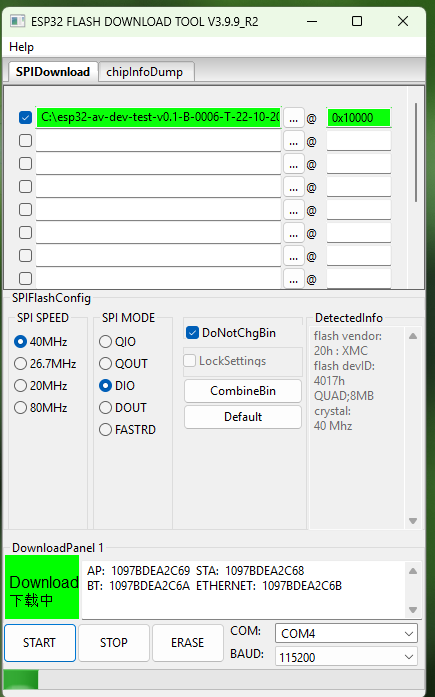 ESP32 FLASH DOWNLOAD TOOL V3.9.9_R2
Help
SPIDownload chipInfoDump
C:\esp32-av-dev-test-v0.1-B-0006-T-22-10-20 ... @ 0x10000
... @
... @
... @
... @
... @
... @
... @
SPIFlashConfig
SPI SPEED
40MHz
26.7MHz
20MHz
80MHz
SPI MODE
QIO
QOUT
DIO
DOUT
FASTRD
DoNotChgBin
LockSettings
CombineBin
Default
DetectedInfo
flash vendor:
20h : XMC
flash devID:
4017h
QUAD;8MB
crystal:
40 Mhz
DownloadPanel 1
Download
下载中
AP: 1097BDEA2C69 STA: 1097BDEA2C68
BT: 1097BDEA2C6A ETHERNET: 1097BDEA2C6B
START STOP ERASE
COM: COM4
BAUD: 115200